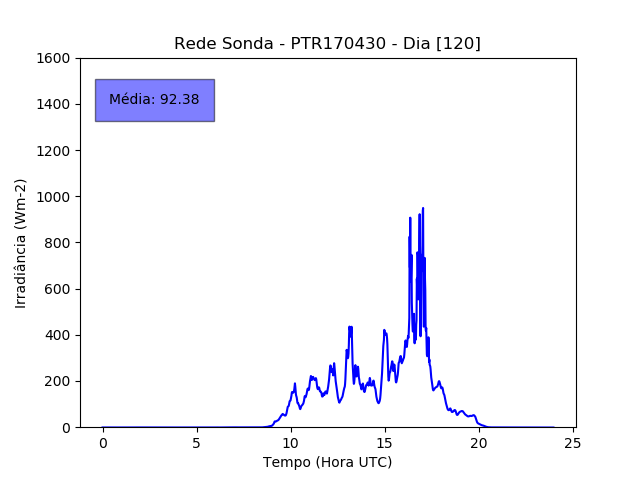 Rede Sonda - PTR170430 - Dia [120]
1600
1400
1200
1000
800
600
400
200
0
Irradiância (Wm-2)
Média: 92.38
0 5 10 15 20 25
Tempo (Hora UTC)